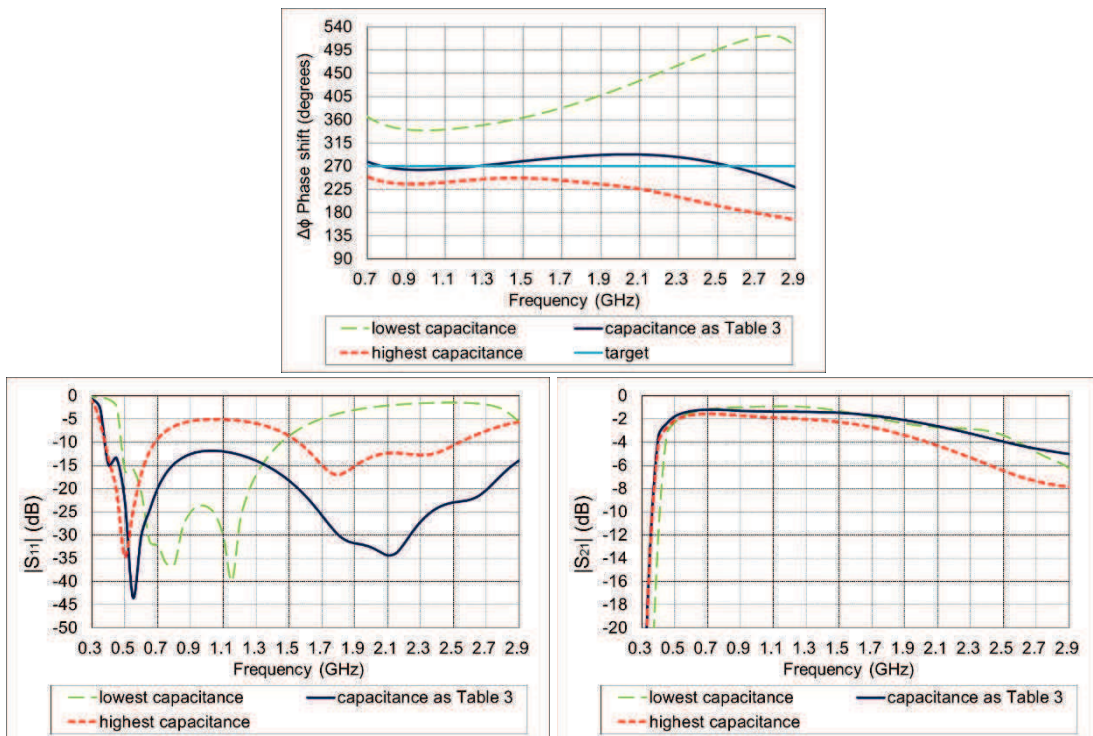 Δϕ Phase shift (degrees)
540
495
450
405
360
315
270
225
180
135
90
0.7 0.9 1.1 1.3 1.5 1.7 1.9 2.1 2.3 2.5 2.7 2.9
Frequency (GHz)
lowest capacitance capacitance as Table 3
highest capacitance target
|S11| (dB)
0
-5
-10
-15
-20
-25
-30
-35
-40
-45
-50
0.3 0.5 0.7 0.9 1.1 1.3 1.5 1.7 1.9 2.1 2.3 2.5 2.7 2.9
Frequency (GHz)
lowest capacitance capacitance as Table 3
highest capacitance
|S21| (dB)
0
-2
-4
-6
-8
-10
-12
-14
-16
-18
-20
0.3 0.5 0.7 0.9 1.1 1.3 1.5 1.7 1.9 2.1 2.3 2.5 2.7 2.9
Frequency (GHz)
lowest capacitance capacitance as Table 3
highest capacitance